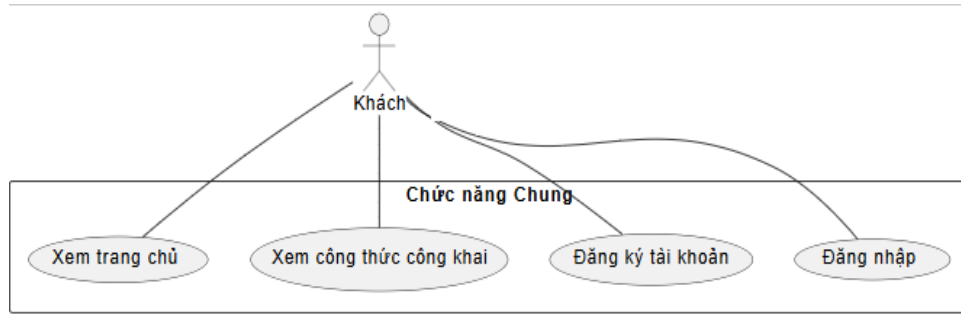 Khách
Chức năng Chung
Xem trang chủ
Xem công thức công khai
Đăng ký tài khoản
Đăng nhập